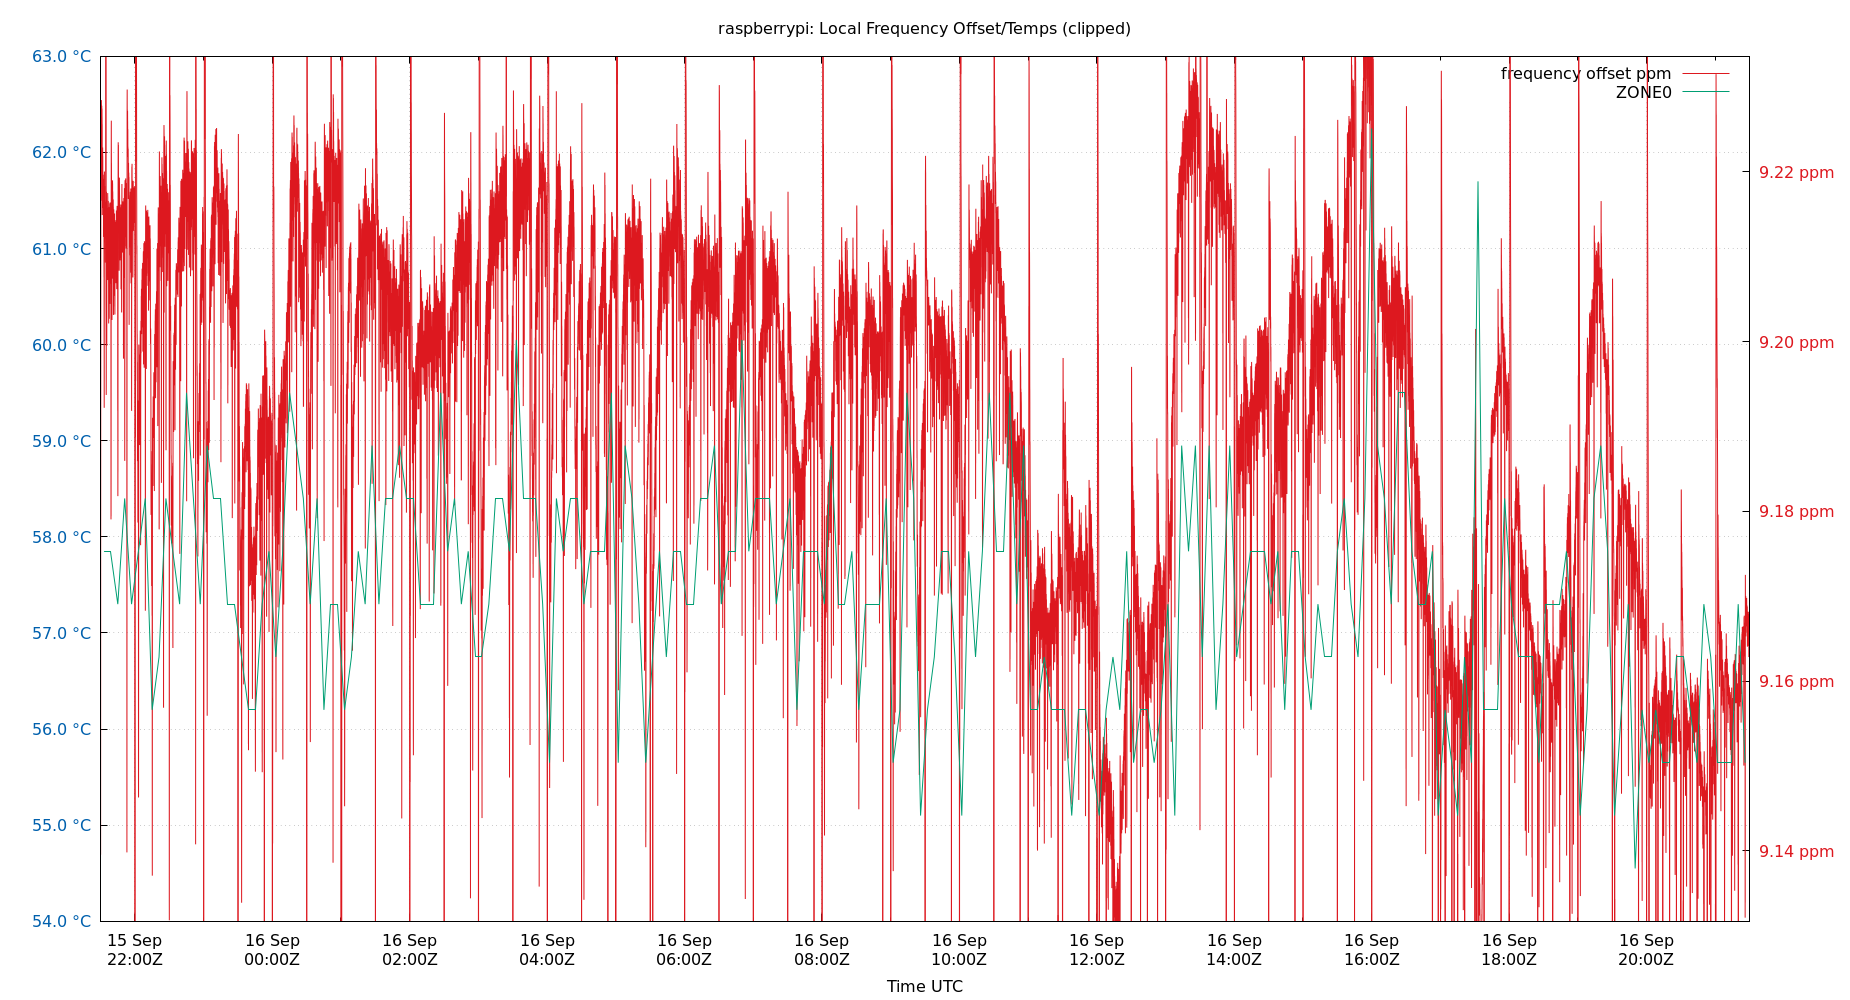 raspberrypi: Local Frequency Offset/Temps (clipped)
63.0 °C
62.0 °C
61.0 °C
60.0 °C
59.0 °C
58.0 °C
57.0 °C
56.0 °C
55.0 °C
54.0 °C
frequency offset ppm
ZONE0
9.22 ppm
9.20 ppm
9.18 ppm
9.16 ppm
9.14 ppm
15 Sep
22:00Z
16 Sep
00:00Z
16 Sep
02:00Z
16 Sep
04:00Z
16 Sep
06:00Z
16 Sep
08:00Z
16 Sep
10:00Z
16 Sep
12:00Z
16 Sep
14:00Z
16 Sep
16:00Z
16 Sep
18:00Z
16 Sep
20:00Z
Time UTC